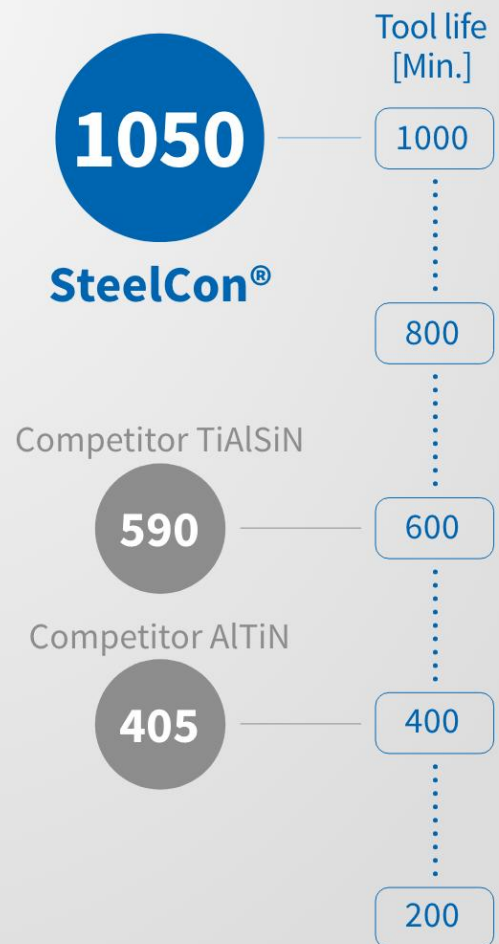 Tool life
[Min.]
1050
1000
SteelCon®
800
Competitor TiAlSiN
590
600
Competitor AlTiN
405
400
200